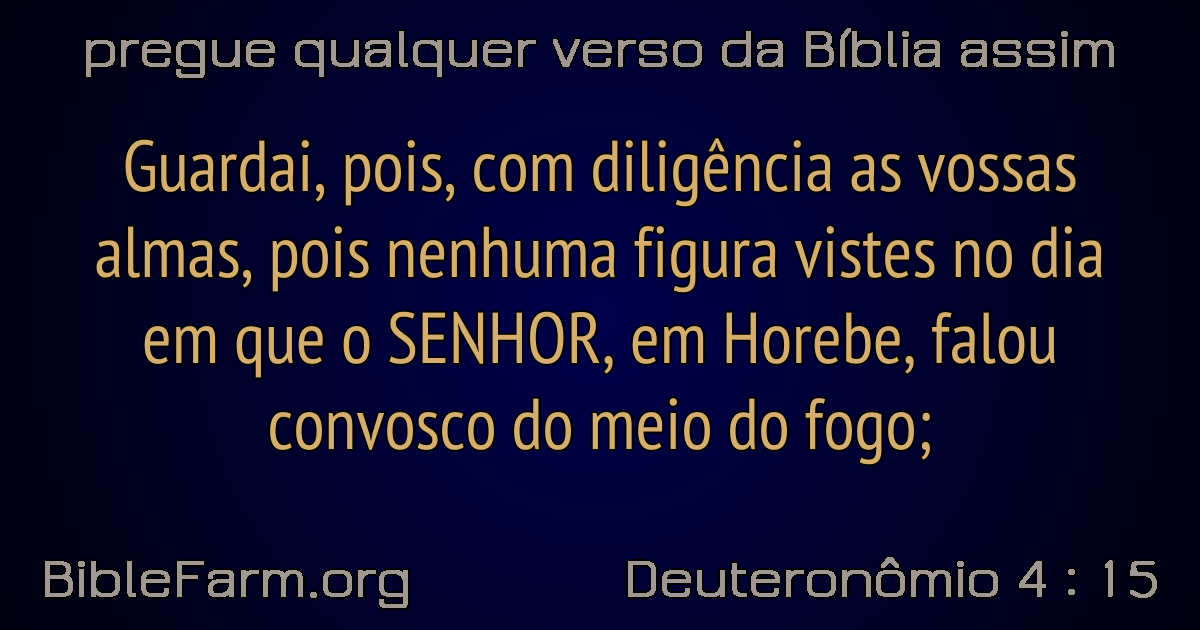 pregue qualquer verso da Bíblia assim
Guardai, pois, com diligência as vossas
almas, pois nenhuma figura vistes no dia
em que o SENHOR, em Horebe, falou
convosco do meio do fogo;
BibleFarm.org
Deuteronômio 4 : 15